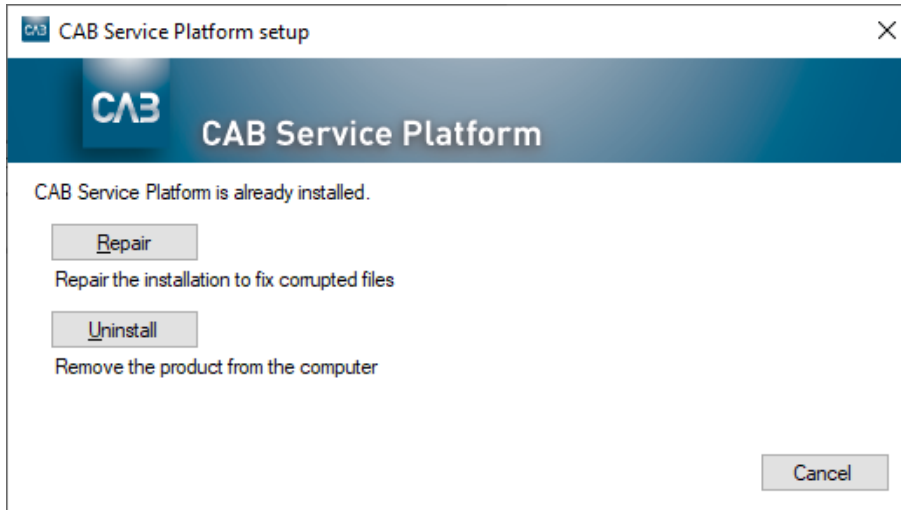 CAB CAB Service Platform setup
CAB
CAB Service Platform
CAB Service Platform is already installed.
Repair
Repair the installation to fix corrupted files
Uninstall
Remove the product from the computer
Cancel